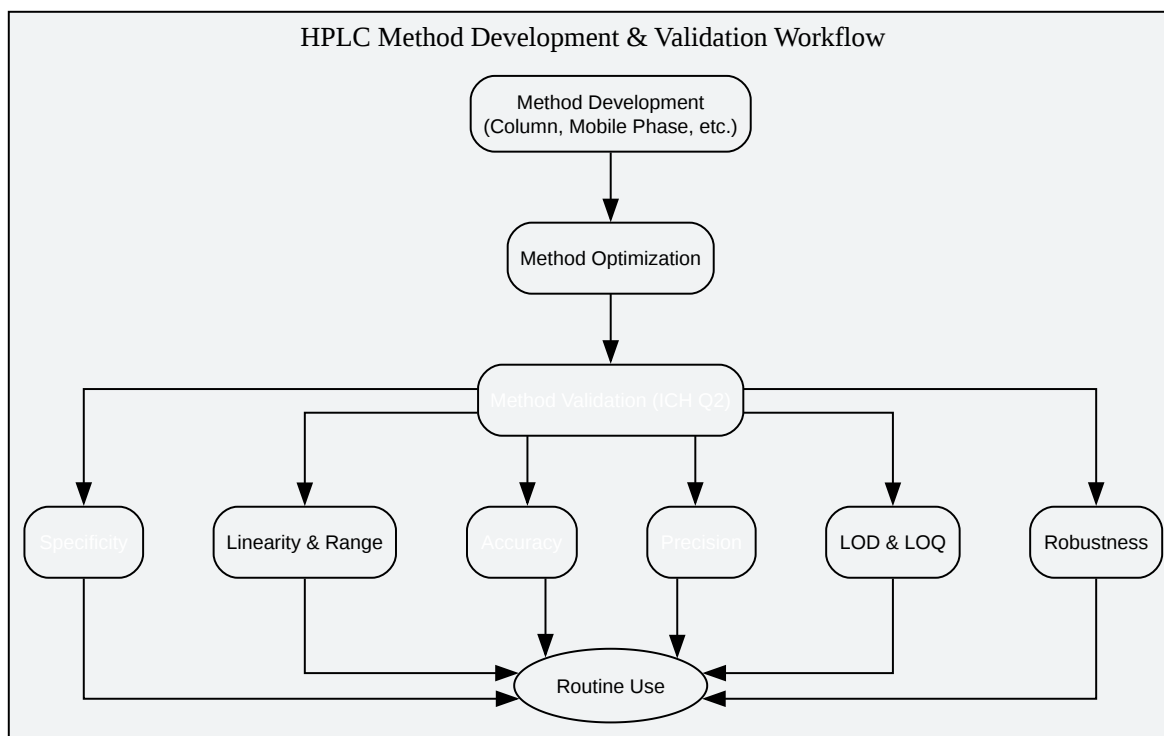 HPLC Method Development & Validation Workflow
Method Development
(Column, Mobile Phase, etc.)
Method Optimization
Method Validation (ICH Q2)
Specificity
Linearity & Range
Accuracy
Precision
LOD & LOQ
Robustness
Routine Use